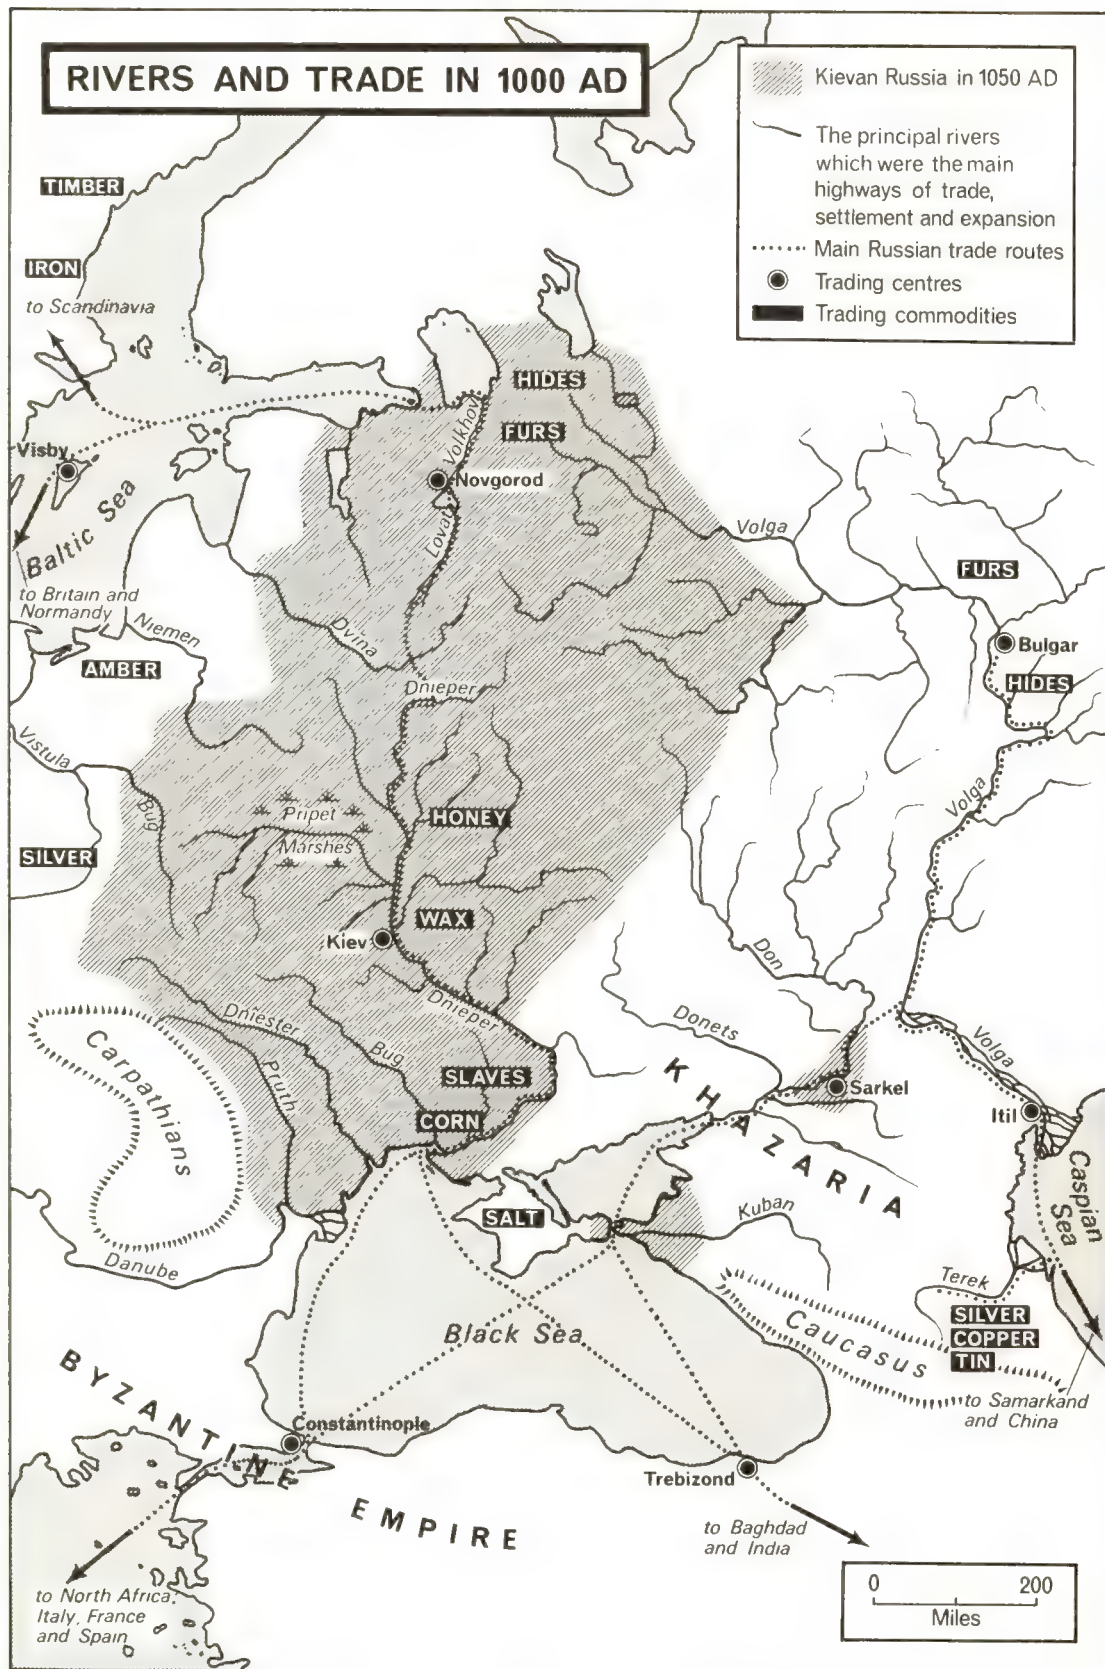 RIVERS AND TRADE IN 1000 AD
Kievan Russia in 1050 AD
The principal rivers
which were the main
highways of trade,
settlement and expansion
Main Russian trade routes
Trading centres
Trading commodities
TIMBER
IRON
to Scandinavia
HIDES
FURS
Volkhov
Visby
Novgorod
Lovat
Baltic Sea
Volga
FURS
to Britain and
Normandy
Niemen
Dvina
Bulgar
AMBER
HIDES
Dnieper
Vistula
Bug
Volga
Pripet
Marshes
HONEY
SILVER
WAX
Kiev
Don
Dnieper
Donets
Dniester
Bug
Volga
Carpathians
Pruth
SLAVES
KHAZARIA
Sarkel
Itil
CORN
Caspian
Sea
SALT
Kuban
Danube
Terek
SILVER
COPPER
TIN
Black Sea
Caucasus
to Samarkand
and China
BYZANTINE
EMPIRE
Constantinople
Trebizond
to Baghdad
and India
to North Africa,
Italy, France
and Spain
0 200
Miles